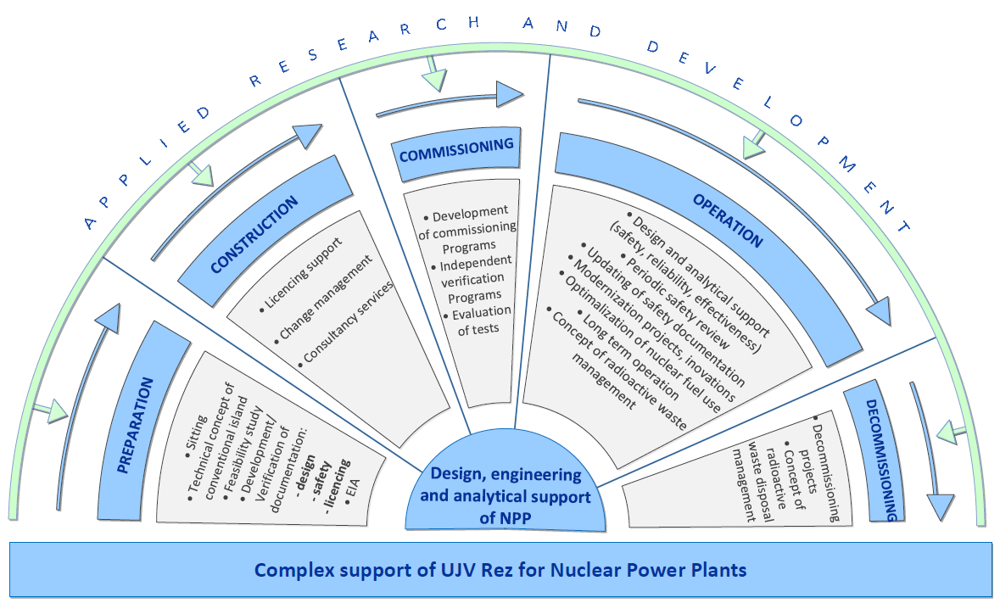 APPLIED RESEARCH AND DEVELOPMENT
PREPARATION
• Sitting
• Technical concept of
conventional island
• Feasibility study
• Development/
Verification of
documentation:
- design
- safety
- licencing
• EIA
CONSTRUCTION
• Licencing support
• Change management
• Consultancy services
COMMISSIONING
• Development
of commissioning
Programs
• Independent
verification
Programs
• Evaluation
of tests
OPERATION
• Design and analytical support
(safety, reliability, effectiveness)
• Periodic safety review
• Updating of safety documentation
• Modernization projects, inovations
• Optimalization of nuclear fuel use
• Long term operation
• Concept of radioactive waste
management
DECOMMISSIONING
• Decommissioning
projects
• Concept of
radioactive
waste disposal
management
Design, engineering
and analytical support
of NPP
Complex support of UJV Rez for Nuclear Power Plants